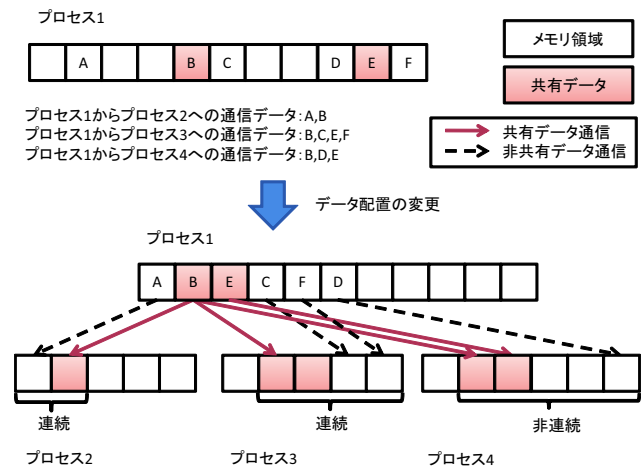 プロセス1
A B C D E F
メモリ領域
共有データ
プロセス1からプロセス2への通信データ:A,B
プロセス1からプロセス3への通信データ:B,C,E,F
プロセス1からプロセス4への通信データ:B,D,E
共有データ通信
非共有データ通信
データ配置の変更
プロセス1
A B E C F D
連続 連続 非連続
プロセス2 プロセス3 プロセス4